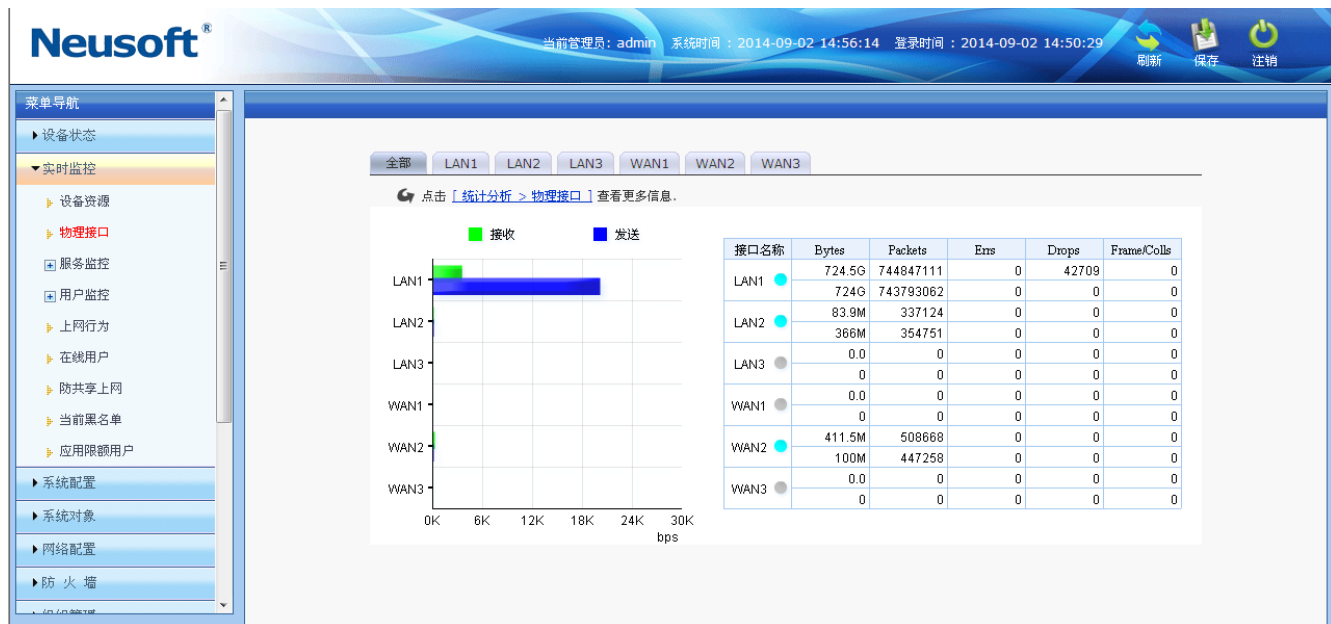 Neusoft®
当前管理员: admin 系统时间 : 2014-09-02 14:56:14 登录时间 : 2014-09-02 14:50:29
刷新 保存 注销
菜单导航
设备状态
实时监控
设备资源
物理接口
服务监控
用户监控
上网行为
在线用户
防共享上网
当前黑名单
应用限额用户
系统配置
系统对象
网络配置
防 火 墙
全部 LAN1 LAN2 LAN3 WAN1 WAN2 WAN3
点击 [ 统计分析 > 物理接口 ] 查看更多信息.
接收 发送
LAN1
LAN2
LAN3
WAN1
WAN2
WAN3
0K 6K 12K 18K 24K 30K
bps
接口名称 Bytes Packets Errs Drops Frame/Colls
LAN1 724.5G 744847111 0 42709 0
724G 743793062 0 0 0
LAN2 83.9M 337124 0 0 0
366M 354751 0 0 0
LAN3 0.0 0 0 0 0
0 0 0 0 0
WAN1 0.0 0 0 0 0
0 0 0 0 0
WAN2 411.5M 508668 0 0 0
100M 447258 0 0 0
WAN3 0.0 0 0 0 0
0 0 0 0 0